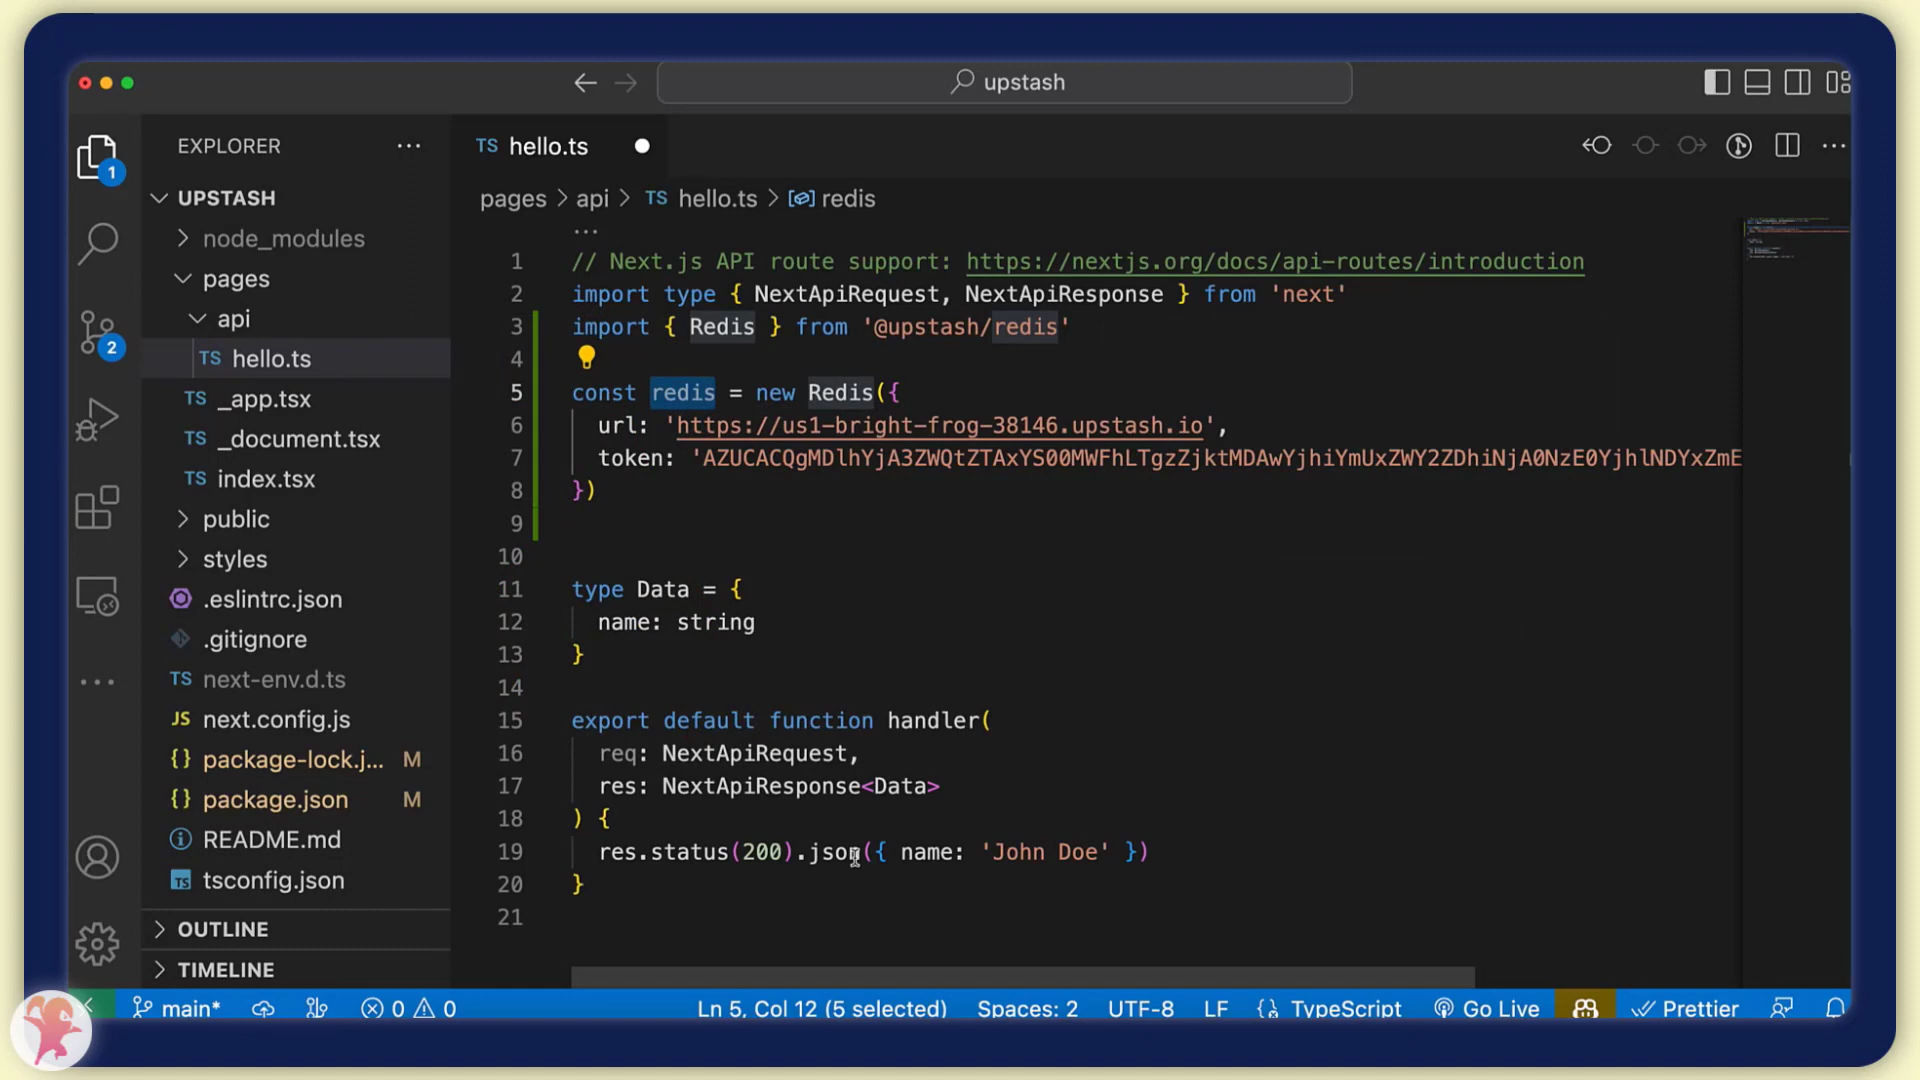 upstash
EXPLORER
UPSTASH
node_modules
pages
api
TS hello.ts
TS _app.tsx
TS _document.tsx
TS index.tsx
public
styles
.eslintrc.json
.gitignore
TS next-env.d.ts
JS next.config.js
{} package-lock.j... M
{} package.json M
README.md
TS tsconfig.json
OUTLINE
TIMELINE
1
2
TS hello.ts
pages > api > TS hello.ts > redis
...
1 // Next.js API route support: https://nextjs.org/docs/api-routes/introduction
2 import type { NextApiRequest, NextApiResponse } from 'next'
3 import { Redis } from '@upstash/redis'
4
5 const redis = new Redis({
6 url: 'https://us1-bright-frog-38146.upstash.io',
7 token: 'AZUCACQgMDlhYjA3ZWQtZTAxYS00MWFhLTgzZjktMDAwYjhiYmUxZWY2ZDhiNjA0NzE0YjhlNDYxZmE
8 })
9
10
11 type Data = {
12 name: string
13 }
14
15 export default function handler(
16 req: NextApiRequest,
17 res: NextApiResponse<Data>
18 ) {
19 res.status(200).json({ name: 'John Doe' })
20 }
21
main* 0 0 Ln 5, Col 12 (5 selected) Spaces: 2 UTF-8 LF {} TypeScript Go Live Prettier